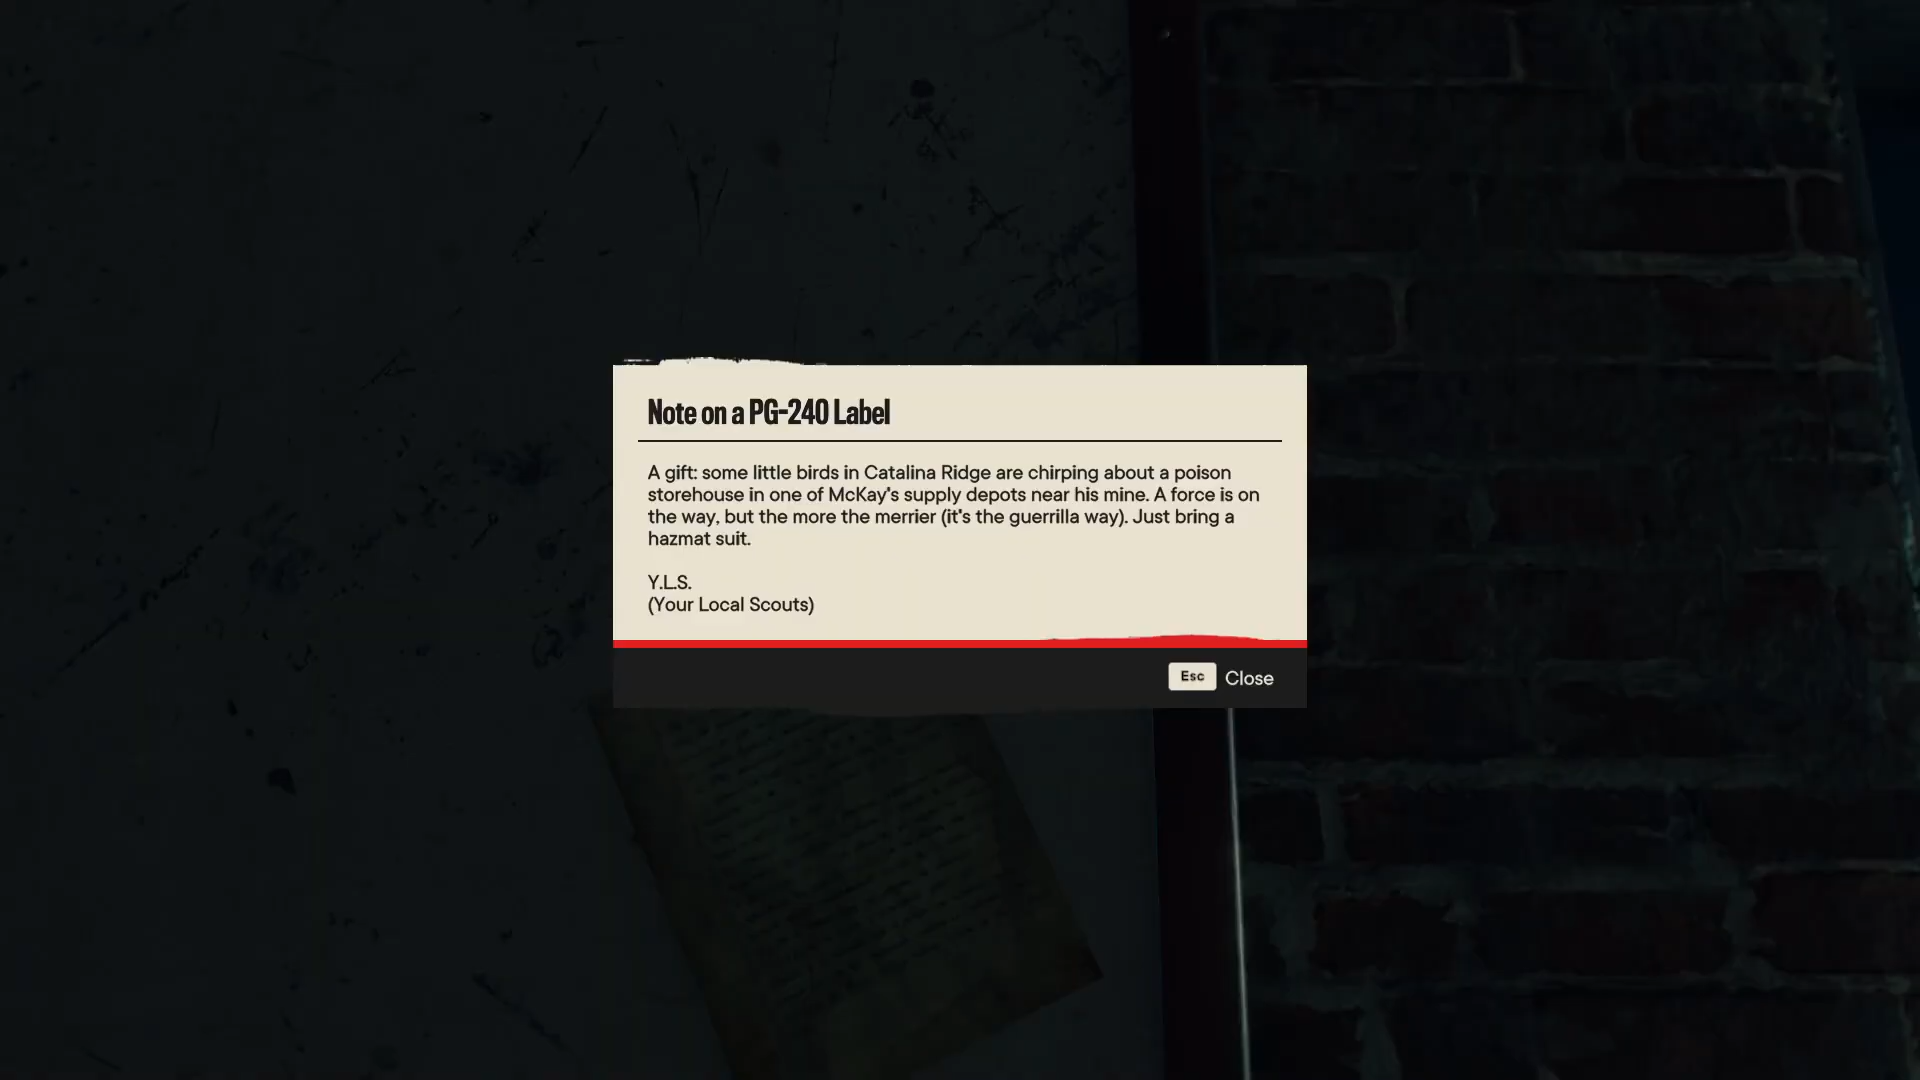 Note on a PG-240 Label
A gift: some little birds in Catalina Ridge are chirping about a poison
storehouse in one of McKay's supply depots near his mine. A force is on
the way, but the more the merrier (it's the guerrilla way). Just bring a
hazmat suit.
Y.L.S.
(Your Local Scouts)
Esc Close